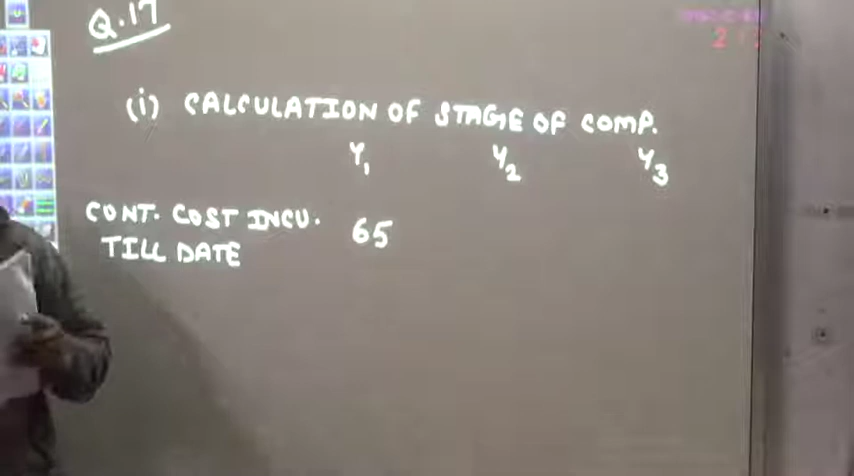 Q.17
(i) CALCULATION OF STAGE OF COMP.
Y1 Y2 Y3
CONT. COST INCU. 65
TILL DATE